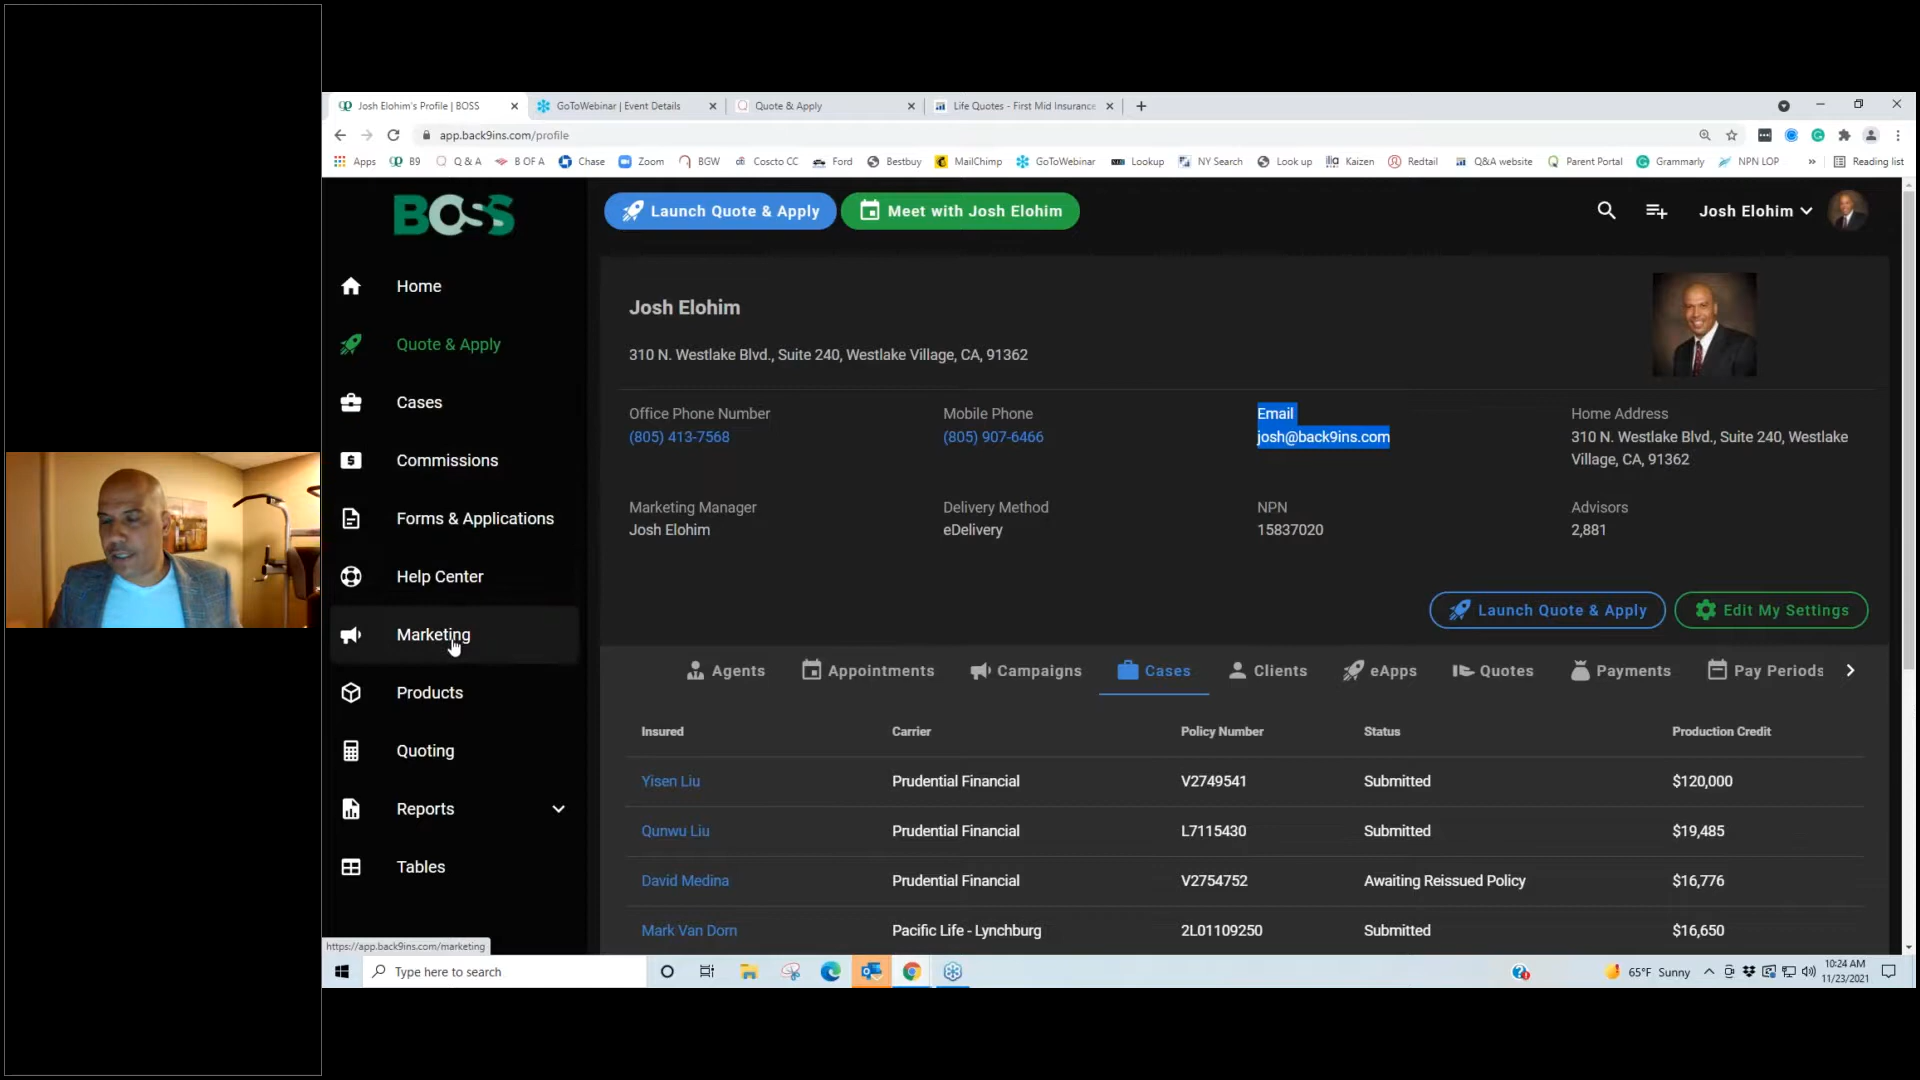 Josh Elohim's Profile | BOSS
GoToWebinar | Event Details
Quote & Apply
Life Quotes - First Mid Insurance
app.back9ins.com/profile
Apps
B9
Q & A
B OF A
Chase
Zoom
BGW
Coscto CC
Ford
Bestbuy
MailChimp
GoToWebinar
Lookup
NY Search
Look up
Kaizen
Redtail
Q&A website
Parent Portal
Grammarly
NPN LOP
»
Reading list
BOSS
Launch Quote & Apply
Meet with Josh Elohim
Josh Elohim
Home
Quote & Apply
Cases
Commissions
Forms & Applications
Help Center
Marketing
Products
Quoting
Reports
Tables
https://app.back9ins.com/marketing
Josh Elohim
310 N. Westlake Blvd., Suite 240, Westlake Village, CA, 91362
Office Phone Number
(805) 413-7568
Mobile Phone
(805) 907-6466
Email
josh@back9ins.com
Home Address
310 N. Westlake Blvd., Suite 240, Westlake
Village, CA, 91362
Marketing Manager
Josh Elohim
Delivery Method
eDelivery
NPN
15837020
Advisors
2,881
Launch Quote & Apply
Edit My Settings
Agents
Appointments
Campaigns
Cases
Clients
eApps
Quotes
Payments
Pay Periods
Insured Carrier Policy Number Status Production Credit
Yisen Liu Prudential Financial V2749541 Submitted $120,000
Qunwu Liu Prudential Financial L7115430 Submitted $19,485
David Medina Prudential Financial V2754752 Awaiting Reissued Policy $16,776
Mark Van Dorn Pacific Life - Lynchburg 2L01109250 Submitted $16,650
Type here to search
65°F Sunny
10:24 AM
11/23/2021